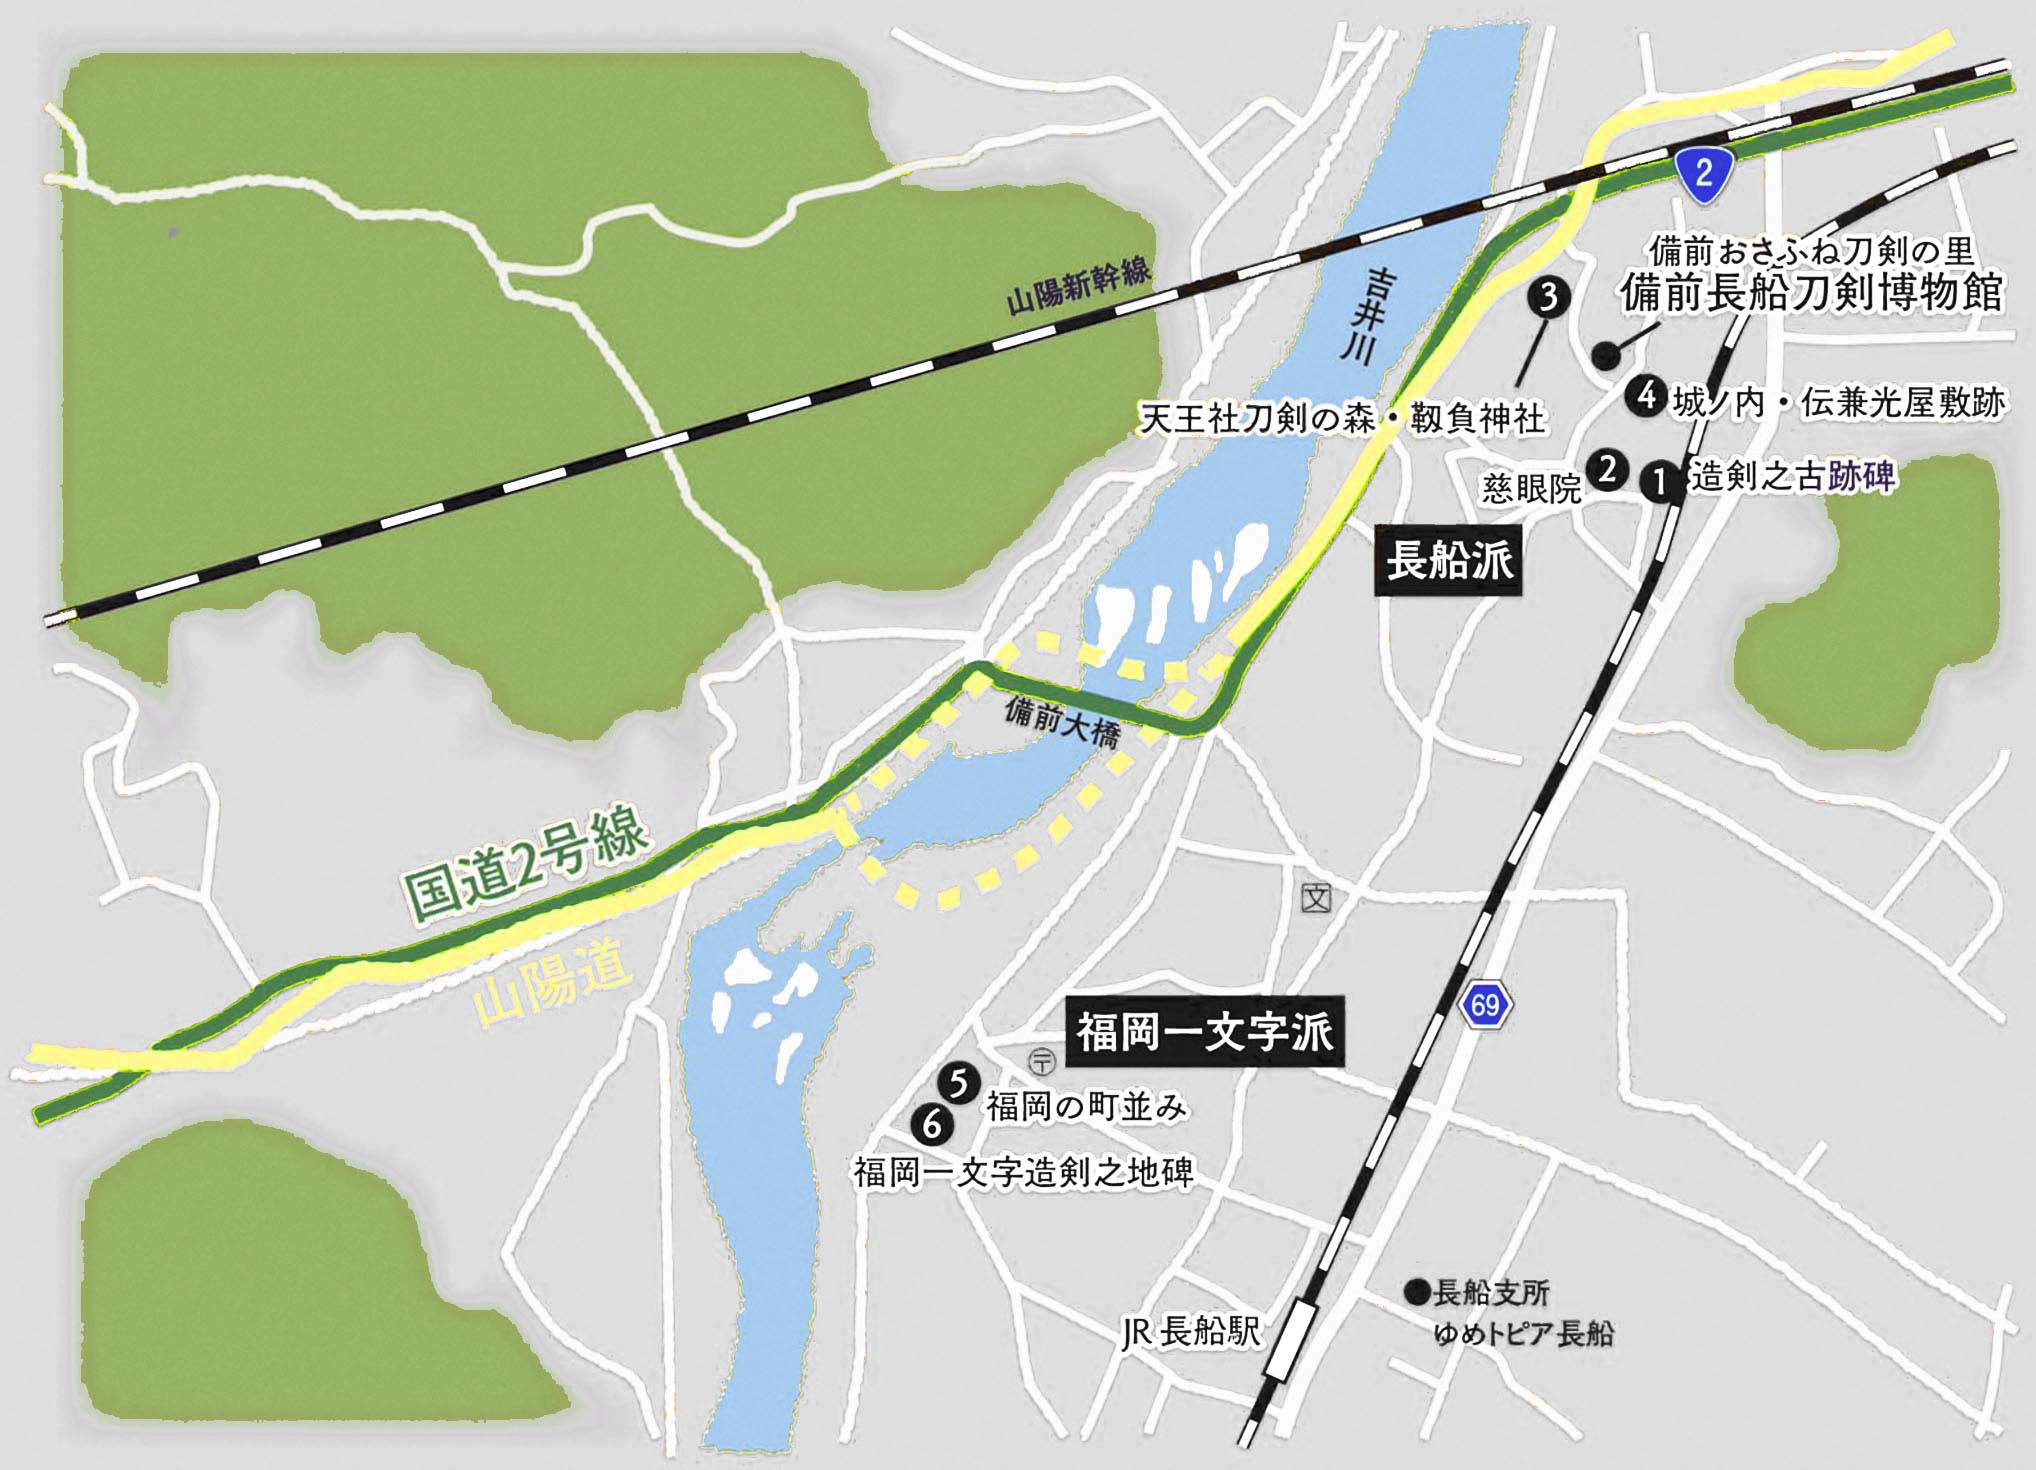 2
山陽新幹線
吉井川
備前おさふね刀剣の里
備前長船刀剣博物館
3
天王社刀剣の森・靱負神社
4 城ノ内・伝兼光屋敷跡
慈眼院 2
1 造剣之古跡碑
長船派
備前大橋
国道2号線
山陽道
文
69
福岡一文字派
〒
5 福岡の町並み
6
福岡一文字造剣之地碑
JR 長船駅
●長船支所
ゆめトピア長船